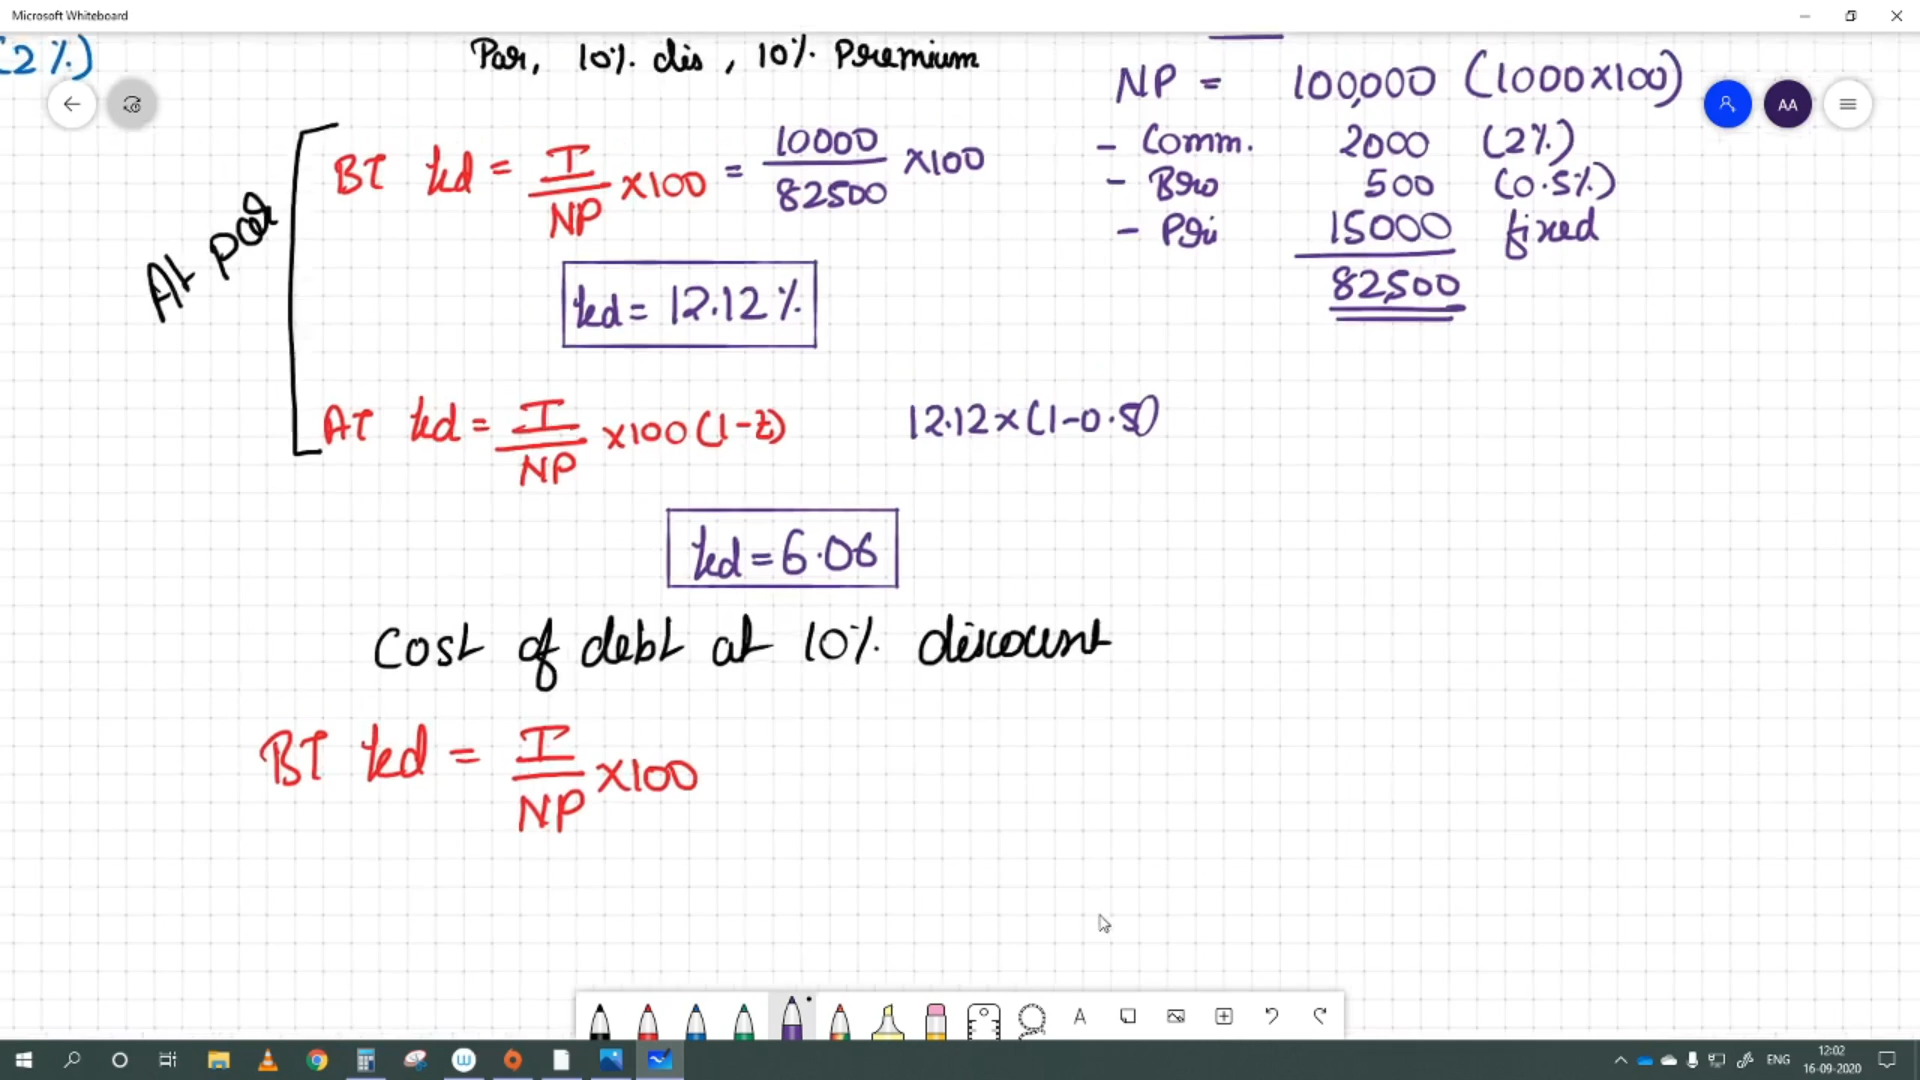 Microsoft Whiteboard
(2%)
Par, 10% dis, 10% Premium
NP = 100,000 (1000x100)
AA
- Comm. 2000 (2%)
- Bro 500 (0.5%)
- Pri 15000 fixed
82,500
At par
BT kd = I/NP x100 = 10000/82500 x100
kd = 12.12%
AT kd = I/NP x100(1-t) 12.12x(1-0.5)
kd = 6.06
Cost of debt at 10% discount
BT kd = I/NP x100
A
ENG
12:02
16-09-2020